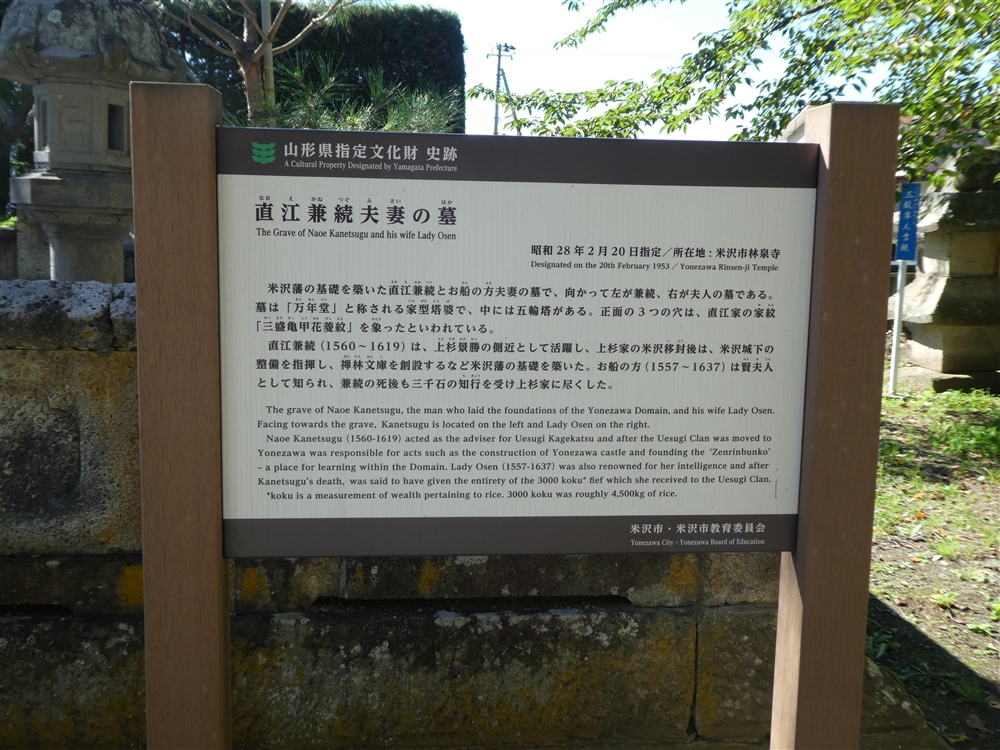 山形県指定文化財 史跡
A Cultural Property Designated by Yamagata Prefecture
直江兼続夫妻の墓
The Grave of Naoe Kanetsugu and his wife Lady Osen
昭和28年2月20日指定/所在地:米沢市林泉寺
Designated on the 20th February 1953 / Yonezawa Rinsen-ji Temple
米沢藩の基礎を築いた直江兼続とお船の方夫妻の墓で、向かって左が兼続、右が夫人の墓である。
墓は「万年堂」と称される家型塔婆で、中には五輪塔がある。正面の3つの穴は、直江家の家紋
「三盛亀甲花菱紋」を象ったといわれている。
直江兼続(1560~1619)は、上杉景勝の側近として活躍し、上杉家の米沢移封後は、米沢城下の
整備を指揮し、禅林文庫を創設するなど米沢藩の基礎を築いた。お船の方(1557~1637)は賢夫人
として知られ、兼続の死後も三千石の知行を受け上杉家に尽くした。
The grave of Naoe Kanetsugu, the man who laid the foundations of the Yonezawa Domain, and his wife Lady Osen.
Facing towards the grave, Kanetsugu is located on the left and Lady Osen on the right.
Naoe Kanetsugu (1560-1619) acted as the adviser for Uesugi Kagekatsu and after the Uesugi Clan was moved to
Yonezawa was responsible for acts such as the construction of Yonezawa castle and founding the 'Zenrinbunko'
– a place for learning within the Domain. Lady Osen (1557-1637) was also renowned for her intelligence and after
Kanetsugu's death, was said to have given the entirety of the 3000 koku* fief which she received to the Uesugi Clan.
*koku is a measurement of wealth pertaining to rice. 3000 koku was roughly 4,500kg of rice.
米沢市・米沢市教育委員会
Yonezawa City・Yonezawa Board of Education